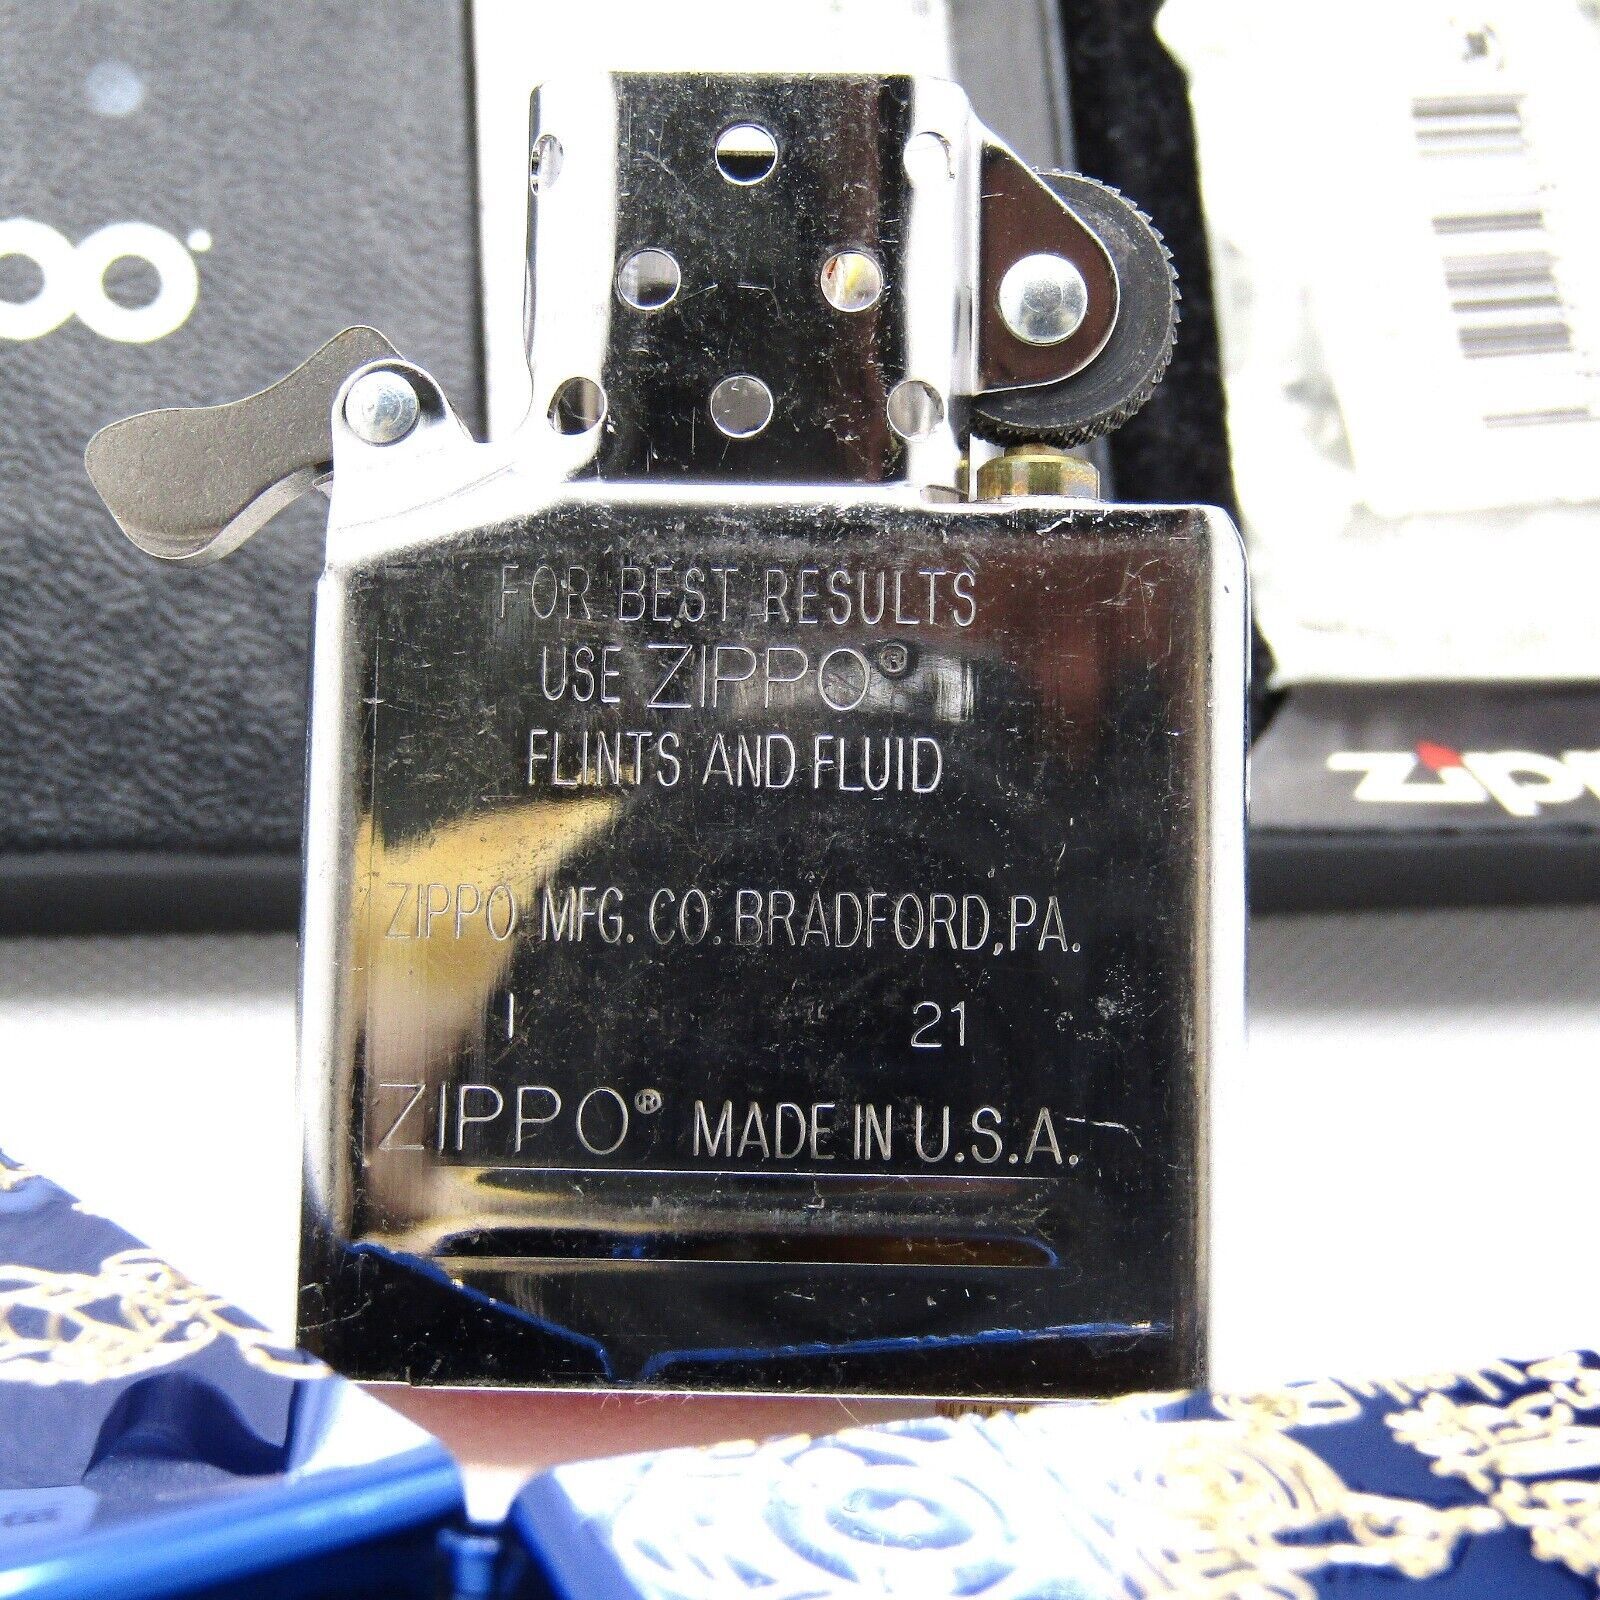 FOR BEST RESULTS
USE ZIPPO®
FLINTS AND FLUID
ZIPPO MFG. CO. BRADFORD, PA.
I 21
ZIPPO® MADE IN U.S.A.